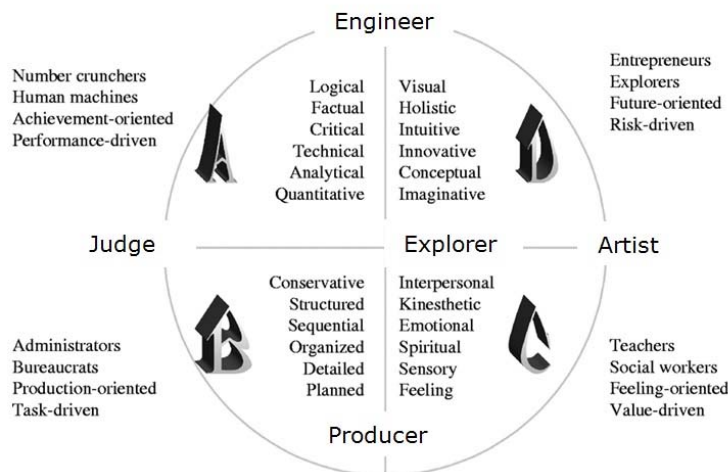 Engineer
Number crunchers
Human machines
Achievement-oriented
Performance-driven
A
Logical
Factual
Critical
Technical
Analytical
Quantitative
Visual
Holistic
Intuitive
Innovative
Conceptual
Imaginative
D
Entrepreneurs
Explorers
Future-oriented
Risk-driven
Judge
Explorer
Artist
Administrators
Bureaucrats
Production-oriented
Task-driven
B
Conservative
Structured
Sequential
Organized
Detailed
Planned
Interpersonal
Kinesthetic
Emotional
Spiritual
Sensory
Feeling
C
Teachers
Social workers
Feeling-oriented
Value-driven
Producer